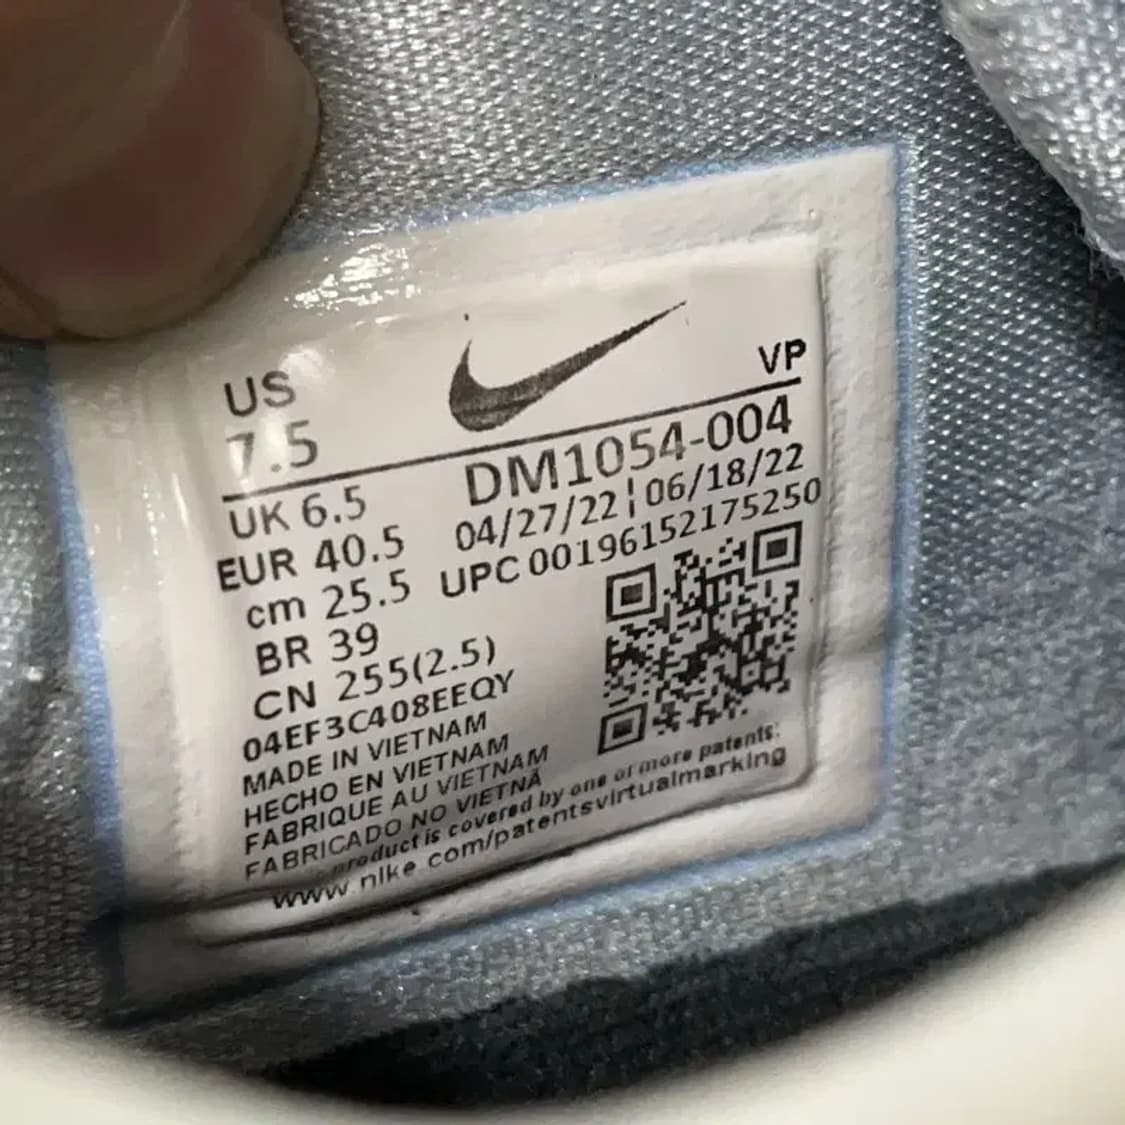 US
7.5
VP
UK 6.5
DM1054-004
EUR 40.5
04/27/22¦06/18/22
cm 25.5
UPC 00196152175250
BR 39
CN 255(2.5)
04EF3C408EEQY
MADE IN VIETNAM
HECHO EN VIETNAM
FABRIQUE AU VIETNAM
FABRICADO NO VIETNÃ
product is covered by one or more patents:
www.nike.com/patentsvirtualmarking